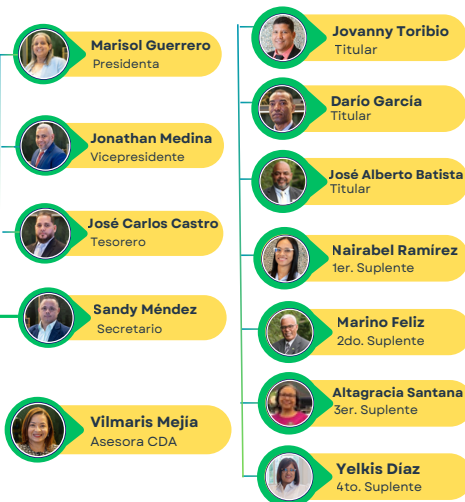 Marisol Guerrero
Presidenta
Jonathan Medina
Vicepresidente
José Carlos Castro
Tesorero
Sandy Méndez
Secretario
Vilmaris Mejía
Asesora CDA
Jovanny Toribio
Titular
Darío García
Titular
José Alberto Batista
Titular
Nairabel Ramírez
1er. Suplente
Marino Feliz
2do. Suplente
Altagracia Santana
3er. Suplente
Yelkis Díaz
4to. Suplente